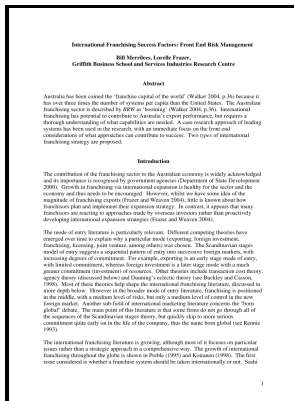 International Franchising Success Factors: Front End Risk Management
Bill Merrilees, Lorelle Frazer,
Griffith Business School and Services Industries Research Centre
Abstract
Australia has been coined the 'franchise capital of the world' (Walker 2004, p.36) because it
has over three times the number of systems per capita than the United States. The Australian
franchising sector is described by BRW as 'booming' (Walker 2004, p.36). International
franchising has potential to contribute to Australia's export performance, but requires a
thorough understanding of what capabilities are needed. A case research approach of leading
systems has been used in the research, with an immediate focus on the front end
considerations of what approaches can contribute to success. Two types of international
strategy are proposed.
Introduction
The contribution of the franchising sector to the Australian economy is widely acknowledged
and its importance is recognised by government agencies (Department of State Development
2000). Growth in franchising via international expansion is healthy for the sector and the
economy and thus needs to be encouraged. However, whilst we have some idea of the
magnitude of franchising exports (Frazer and Weaven 2004), little is known about how
franchisors plan and implement their expansion strategy. In contrast, it appears that many
franchisors are reacting to approaches made by overseas investors rather than proactively
developing international expansion strategies (Frazer and Weaven 2004).
The mode of entry literature is particularly relevant. Different competing theories have
emerged over time to explain why a particular mode (exporting, foreign investment,
franchising, licensing, joint venture, among others) was chosen. The Scandinavian stages
model of entry suggests a sequential pattern of entry into successive foreign markets, with
increasing degrees of commitment. For example, exporting is an early stage mode of entry,
with limited commitment, whereas foreign investment is a later stage mode with a much
greater commitment (investment) of resources. Other theories include transaction cost theory,
agency theory (discussed below) and Dunning's eclectic theory (see Buckley and Casson,
1998). Most of these theories help shape the international franchising literature, discussed in
more depth below. However in the broader mode of entry literature, franchising is positioned
in the middle, with a medium level of risks, but only a medium level of control in the new
foreign market. Another sub-field of international marketing literature concerns the "born
global" debate. The main point of this literature is that some firms do not go through all of
the sequences of the Scandinavian stages theory, but quickly skip to more serious
commitment quite early on in the life of the company, thus the name born global (see Rennie
1993).
The international franchising literature is growing, although most of it focuses on particular
issues rather than a strategic approach in a comprehensive way. The growth of international
franchising throughout the globe is shown in Preble (1995) and Koiranen (1998). The first
issue considered is whether a franchise system should be taken internationally or not. Sashi
1